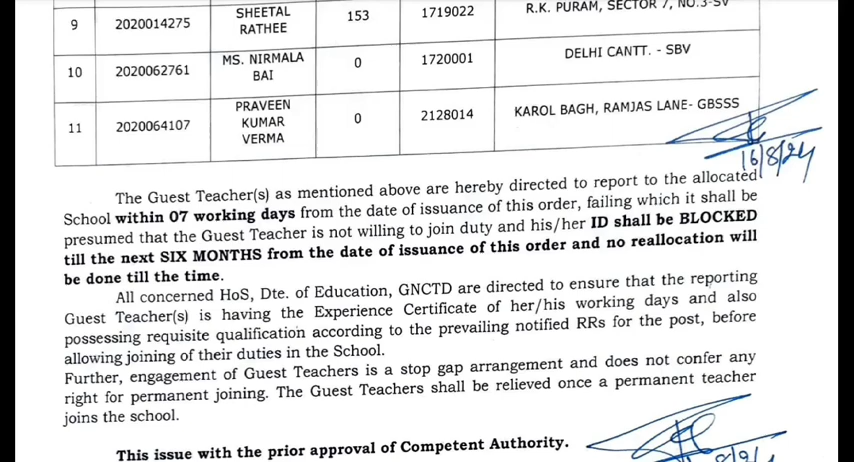 9 2020014275 SHEETAL RATHEE 153 1719022 R.K. PURAM, SECTOR 7, NO.3-SV
10 2020062761 MS. NIRMALA BAI 0 1720001 DELHI CANTT. - SBV
11 2020064107 PRAVEEN KUMAR VERMA 0 2128014 KAROL BAGH, RAMJAS LANE- GBSSS
16/8/24
The Guest Teacher(s) as mentioned above are hereby directed to report to the allocated
School within 07 working days from the date of issuance of this order, failing which it shall be
presumed that the Guest Teacher is not willing to join duty and his/her ID shall be BLOCKED
till the next SIX MONTHS from the date of issuance of this order and no reallocation will
be done till the time.
All concerned HoS, Dte. of Education, GNCTD are directed to ensure that the reporting
Guest Teacher(s) is having the Experience Certificate of her/his working days and also
possessing requisite qualification according to the prevailing notified RRs for the post, before
allowing joining of their duties in the School.
Further, engagement of Guest Teachers is a stop gap arrangement and does not confer any
right for permanent joining. The Guest Teachers shall be relieved once a permanent teacher
joins the school.
This issue with the prior approval of Competent Authority.